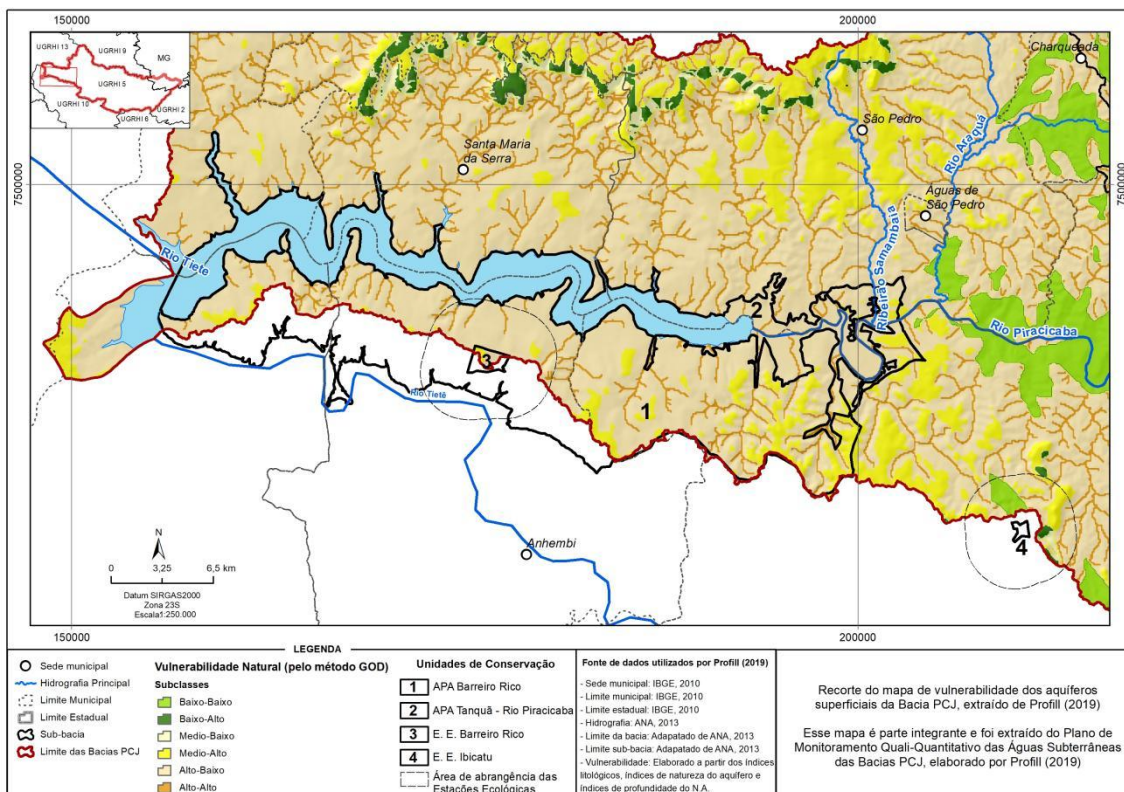 150000
200000
UGRHI 13
UGRHI 9
MG
UGRHI 5
UGRHI 10
UGRHI 2
UGRHI 6
Charqueada
São Pedro
Santa Maria
da Serra
Rio Araquá
7500000
7500000
Águas de
São Pedro
Ribeirão Samambaia
Rio Tiete
2
Rio Piracicaba
3
Rio Tietê
1
4
Anhembi
N
0 3,25 6,5 km
Datum SIRGAS2000
Zona 23S
Escala1:250.000
150000
200000
LEGENDA
Sede municipal
Hidrografia Principal
Limite Municipal
Limite Estadual
Sub-bacia
Limite das Bacias PCJ
Vulnerabilidade Natural (pelo método GOD)
Subclasses
Baixo-Baixo
Baixo-Alto
Medio-Baixo
Medio-Alto
Alto-Baixo
Alto-Alto
Unidades de Conservação
1 APA Barreiro Rico
2 APA Tanquã - Rio Piracicaba
3 E. E. Barreiro Rico
4 E. E. Ibicatu
Área de abrangência das
Estações Ecológicas
Fonte de dados utilizados por Profill (2019)
- Sede municipal: IBGE, 2010
- Limite municipal: IBGE, 2010
- Limite estadual: IBGE, 2010
- Hidrografia: ANA, 2013
- Limite da bacia: Adapatado de ANA, 2013
- Limite sub-bacia: Adapatado de ANA, 2013
- Vulnerabilidade: Elaborado a partir dos índices
litológicos, índices de natureza do aquífero e
índices de profundidade do N.A.
Recorte do mapa de vulnerabilidade dos aquíferos
superficiais da Bacia PCJ, extraído de Profill (2019)
Esse mapa é parte integrante e foi extraído do Plano de
Monitoramento Quali-Quantitativo das Águas Subterrâneas
das Bacias PCJ, elaborado por Profill (2019)